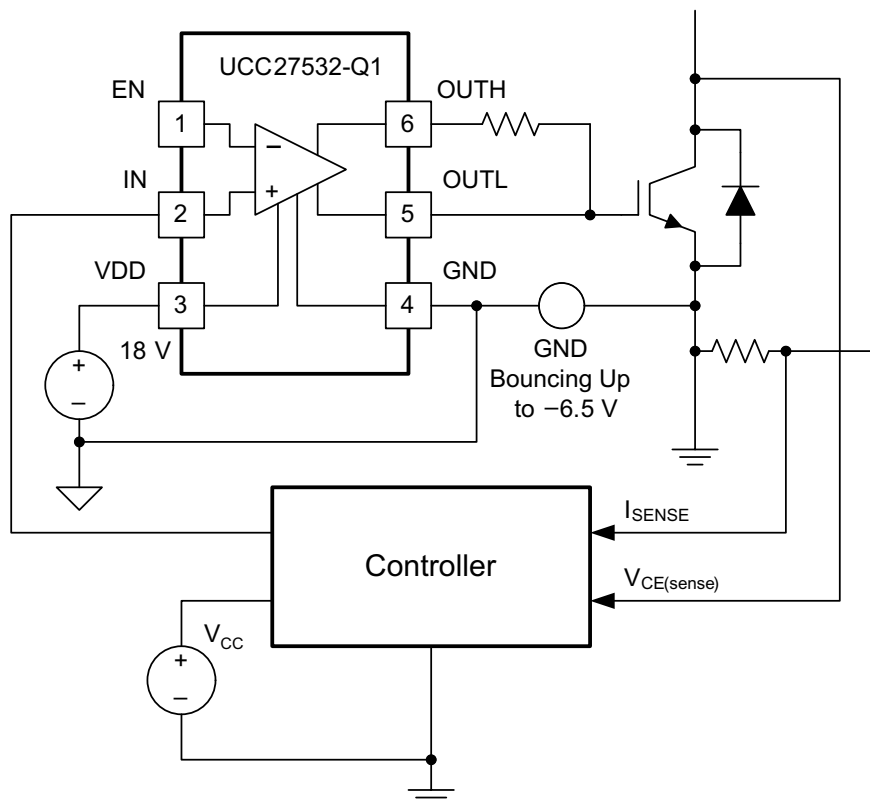 UCC27532-Q1
EN
OUTH
1
6
−
IN
+
OUTL
2
5
VDD
GND
3
4
18 V
+
−
GND
Bouncing Up
to −6.5 V
Controller
ISENSE
VCE(sense)
VCC
+
−